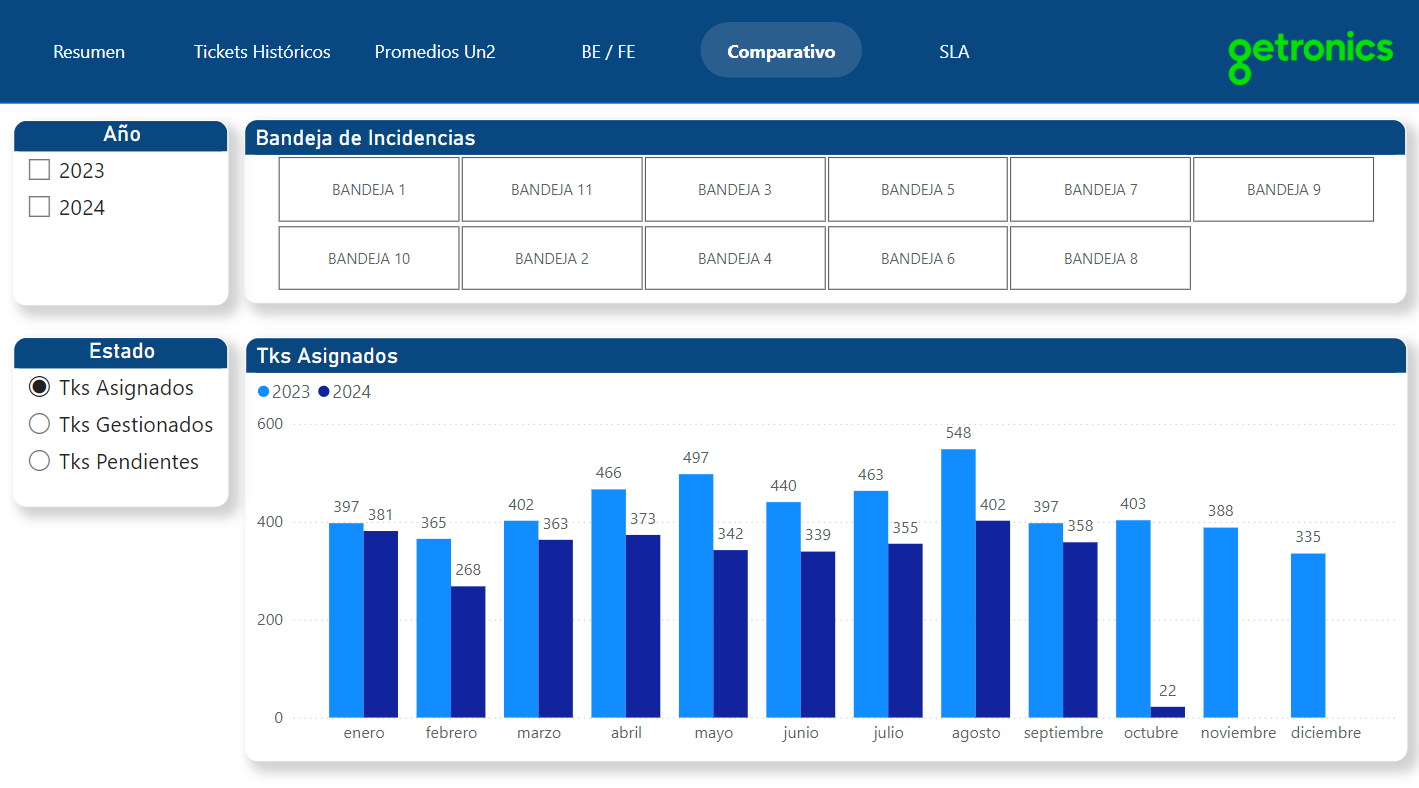 Resumen
Tickets Históricos
Promedios Un2
BE / FE
Comparativo
SLA
getronics
Año
2023
2024
Bandeja de Incidencias
BANDEJA 1
BANDEJA 11
BANDEJA 3
BANDEJA 5
BANDEJA 7
BANDEJA 9
BANDEJA 10
BANDEJA 2
BANDEJA 4
BANDEJA 6
BANDEJA 8
Estado
Tks Asignados
Tks Gestionados
Tks Pendientes
Tks Asignados
2023 2024
600
400
200
0
397 381
365 268
402 363
466 373
497 342
440 339
463 355
548 402
397 358
403 22
388
335
enero febrero marzo abril mayo junio julio agosto septiembre octubre noviembre diciembre